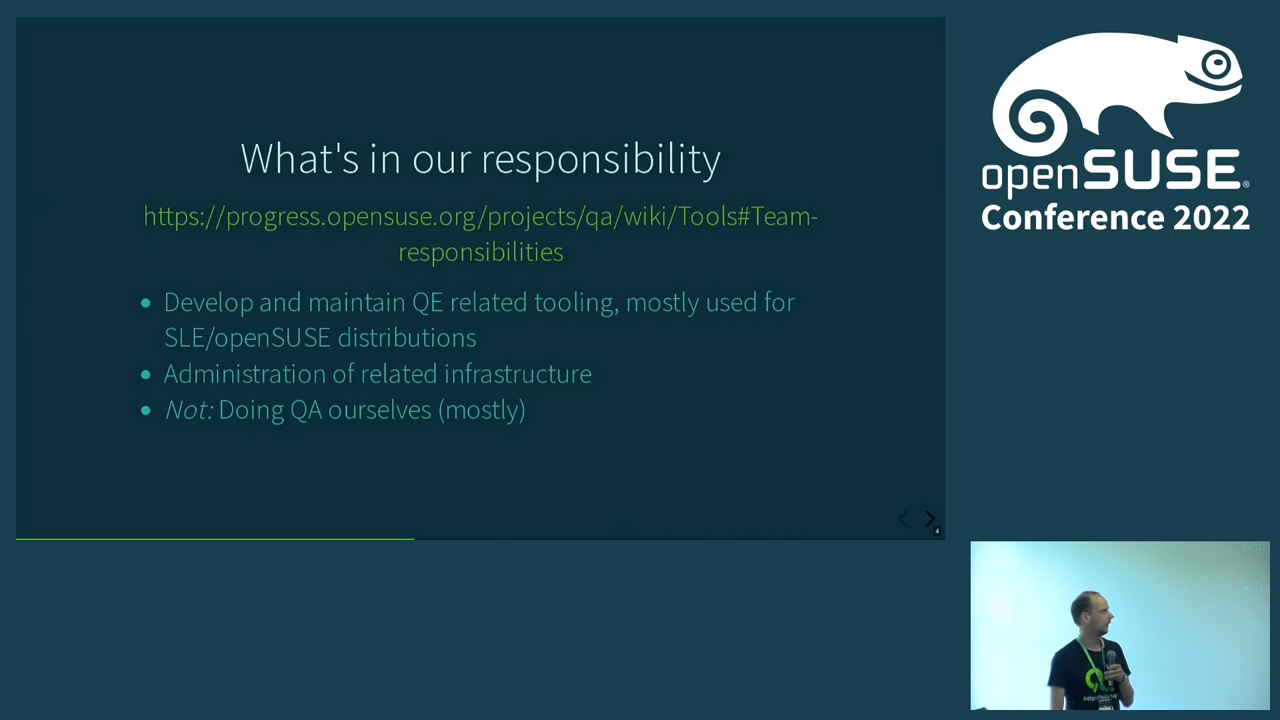 What's in our responsibility
https://progress.opensuse.org/projects/qa/wiki/Tools#Team-
responsibilities
Develop and maintain QE related tooling, mostly used for
SLE/openSUSE distributions
Administration of related infrastructure
Not: Doing QA ourselves (mostly)
4
openSUSE®
Conference 2022